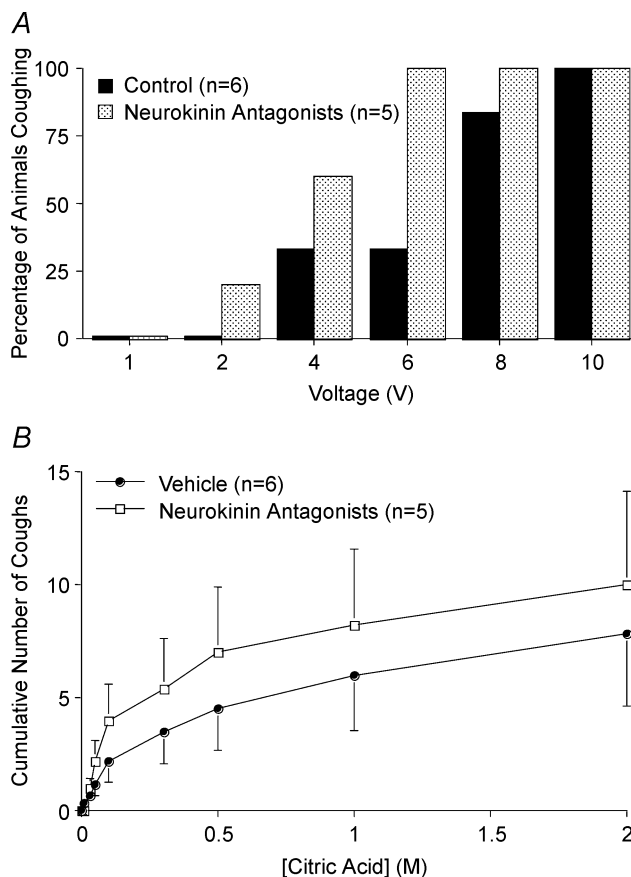 A
Percentage of Animals Coughing
100
75
50
25
0
Control (n=6)
Neurokinin Antagonists (n=5)
1 2 4 6 8 10
Voltage (V)
B
Cumulative Number of Coughs
15
10
5
0
Vehicle (n=6)
Neurokinin Antagonists (n=5)
0 0.5 1 1.5 2
[Citric Acid] (M)